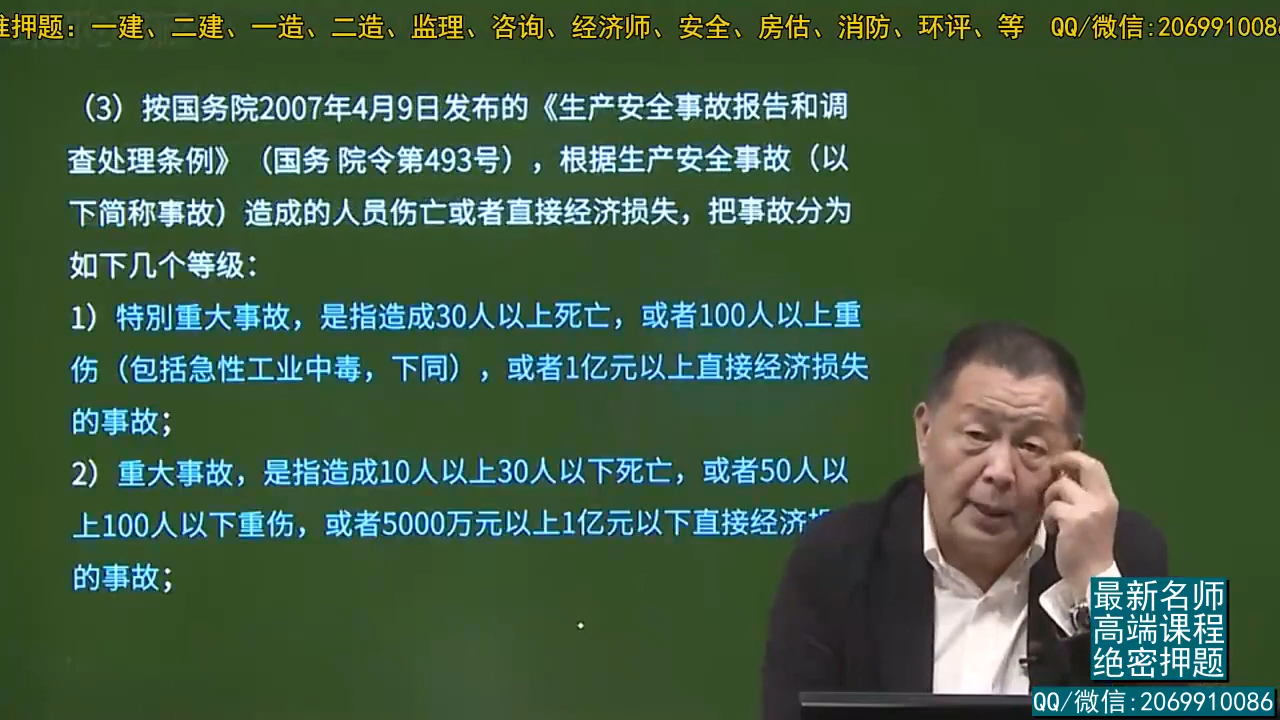 准押题：一建、二建、一造、二造、监理、咨询、经济师、安全、房估、消防、环评、等 QQ/微信:2069910086
（3）按国务院2007年4月9日发布的《生产安全事故报告和调
查处理条例》（国务 院令第493号），根据生产安全事故（以
下简称事故）造成的人员伤亡或者直接经济损失，把事故分为
如下几个等级：
1）特别重大事故，是指造成30人以上死亡，或者100人以上重
伤（包括急性工业中毒，下同），或者1亿元以上直接经济损失
的事故；
2）重大事故，是指造成10人以上30人以下死亡，或者50人以
上100人以下重伤，或者5000万元以上1亿元以下直接经济损
的事故；
最新名师
高端课程
绝密押题
QQ/微信:2069910086